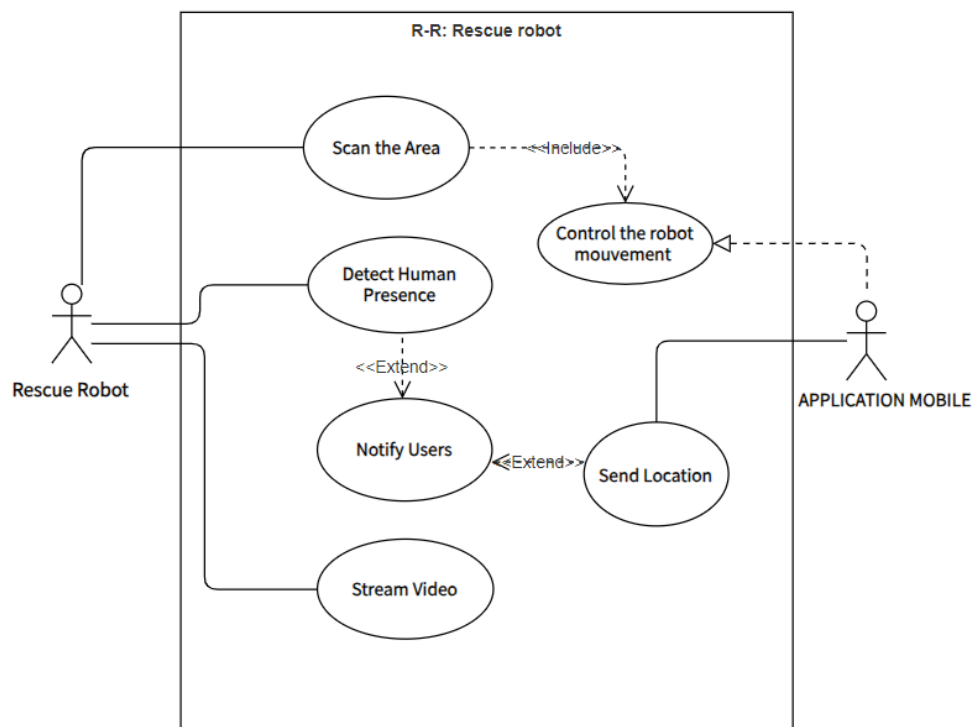 R-R: Rescue robot
Scan the Area
<<Include>>
Control the robot
mouvement
Detect Human
Presence
<<Extend>>
Rescue Robot
APPLICATION MOBILE
Notify Users
<<Extend>>
Send Location
Stream Video